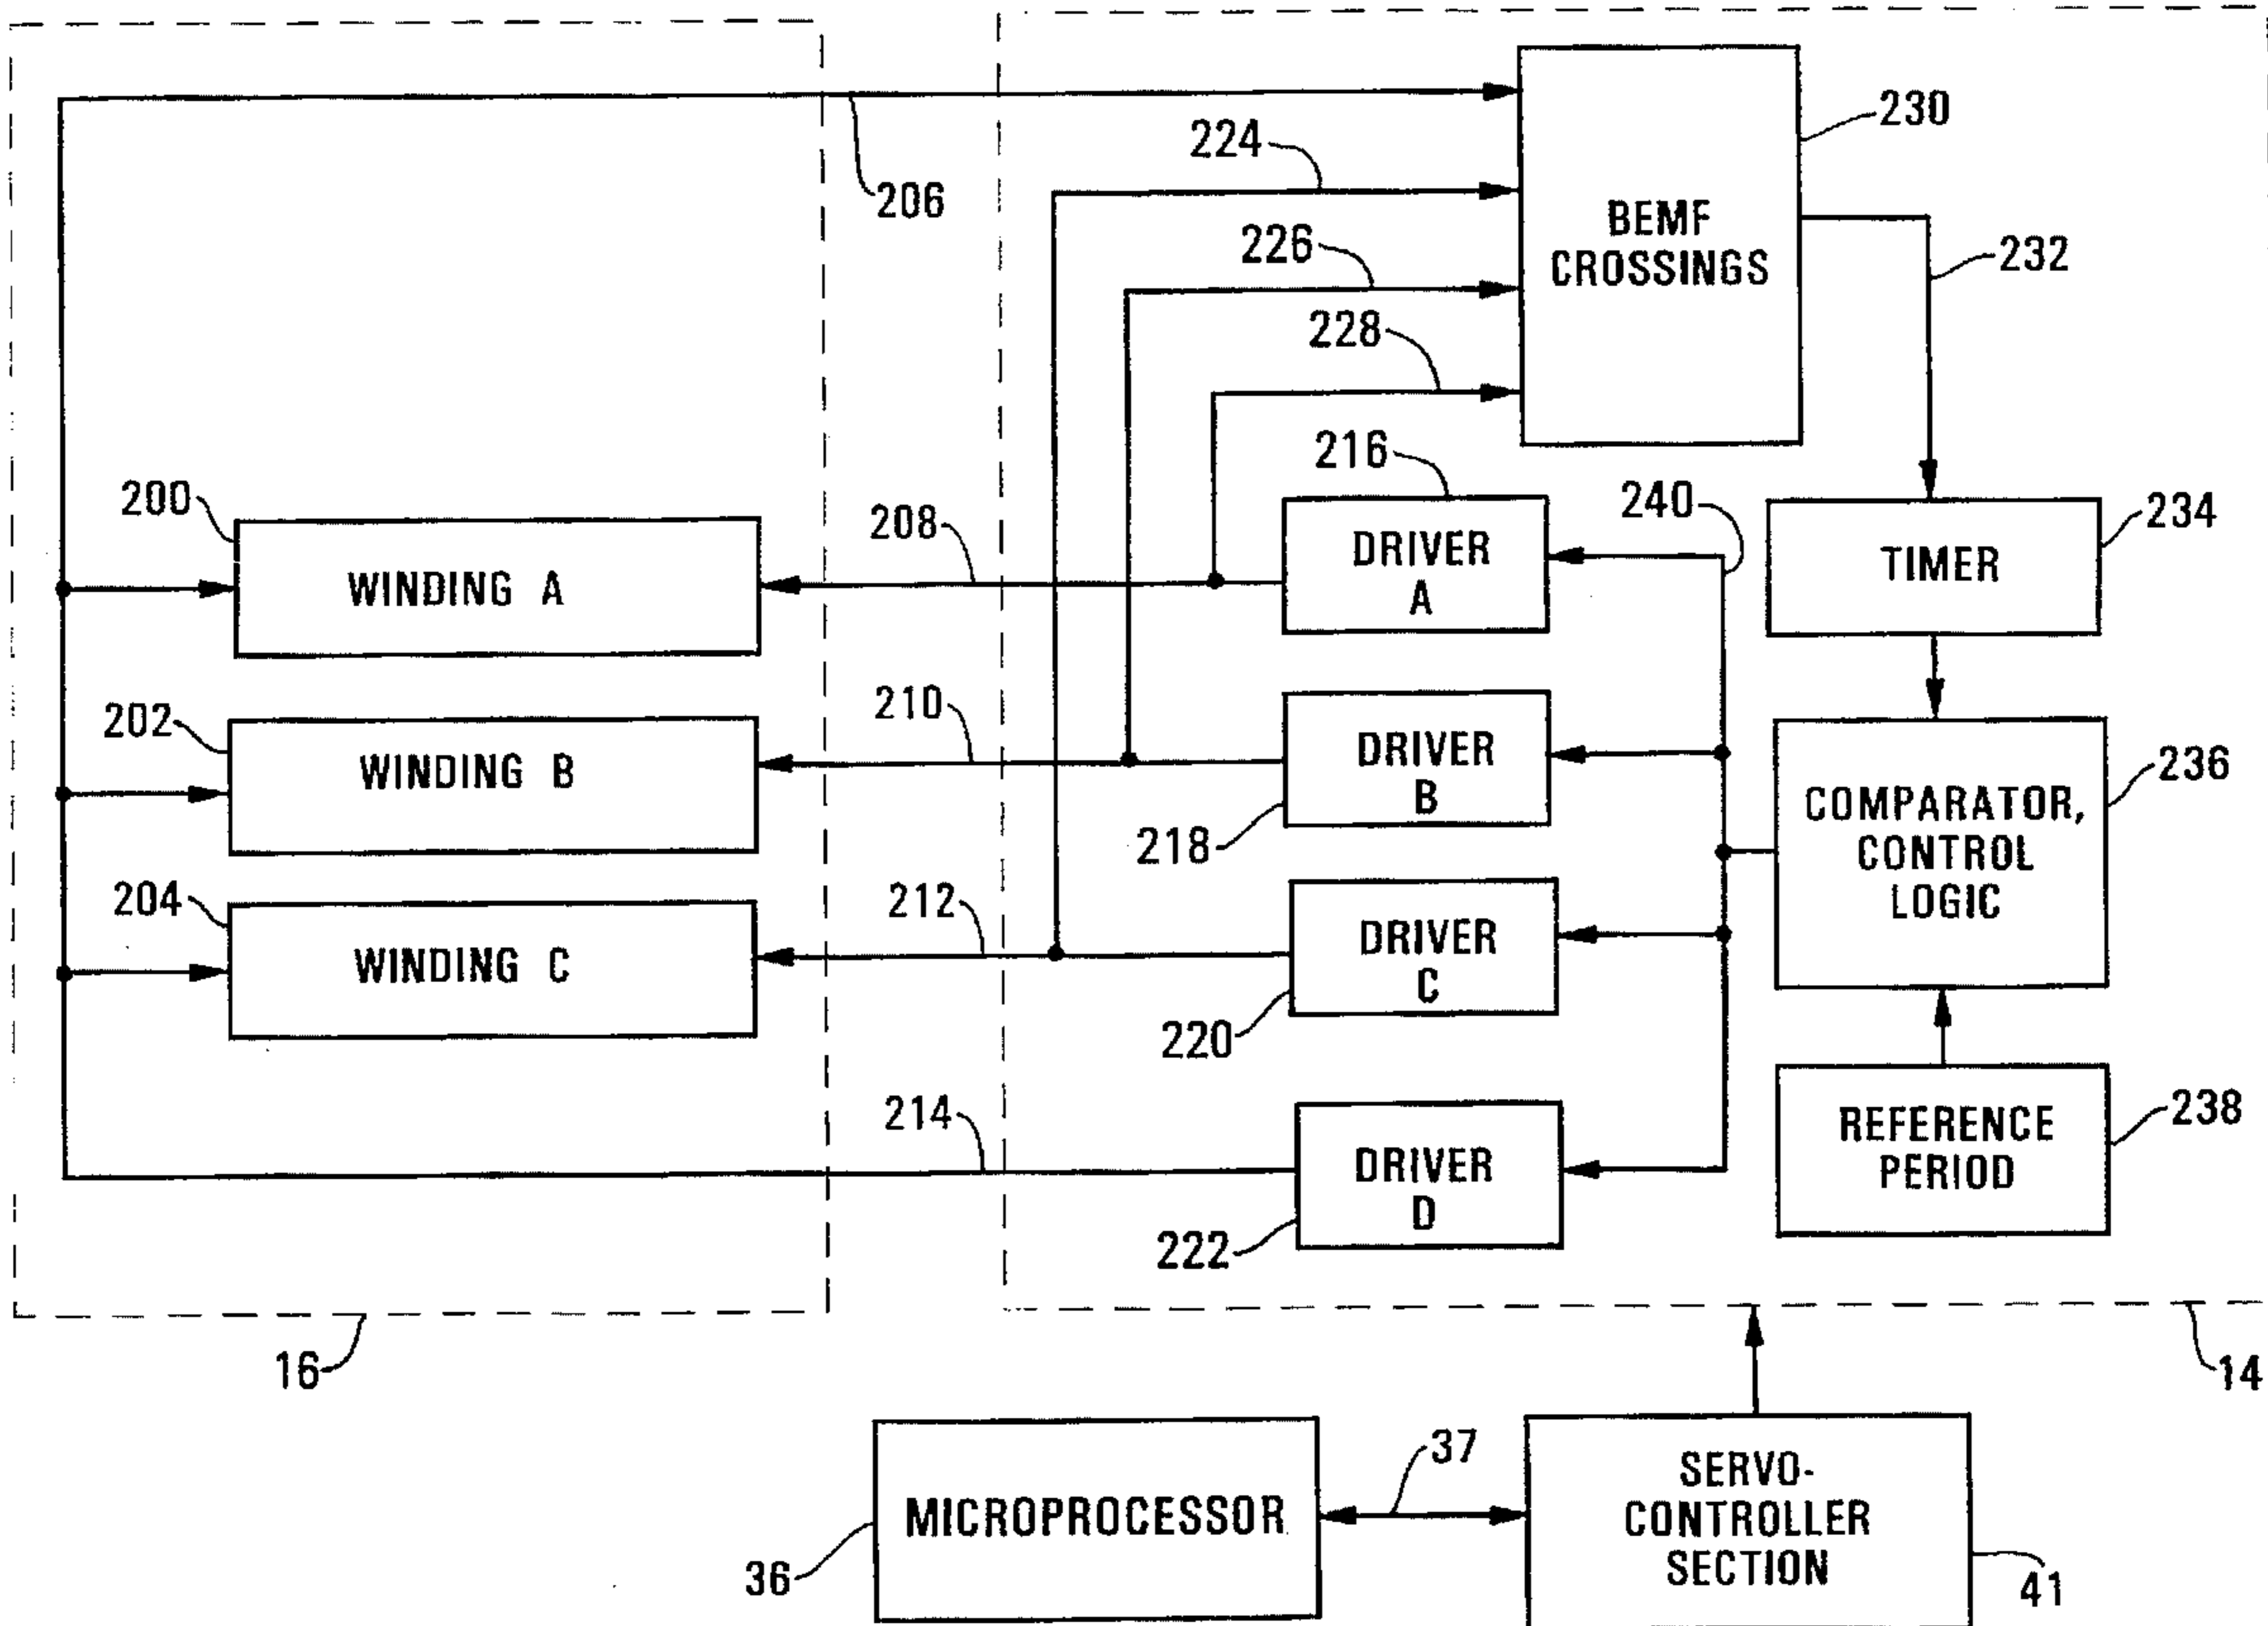 230
224
206
BEMF
CROSSINGS
226
232
228
216
240
200
208
234
WINDING A
DRIVER
A
TIMER
202
210
WINDING B
DRIVER
B
236
218
COMPARATOR,
CONTROL
LOGIC
204
212
WINDING C
DRIVER
C
220
214
238
REFERENCE
PERIOD
DRIVER
D
222
16
14
37
MICROPROCESSOR
SERVO-
CONTROLLER
SECTION
36
41